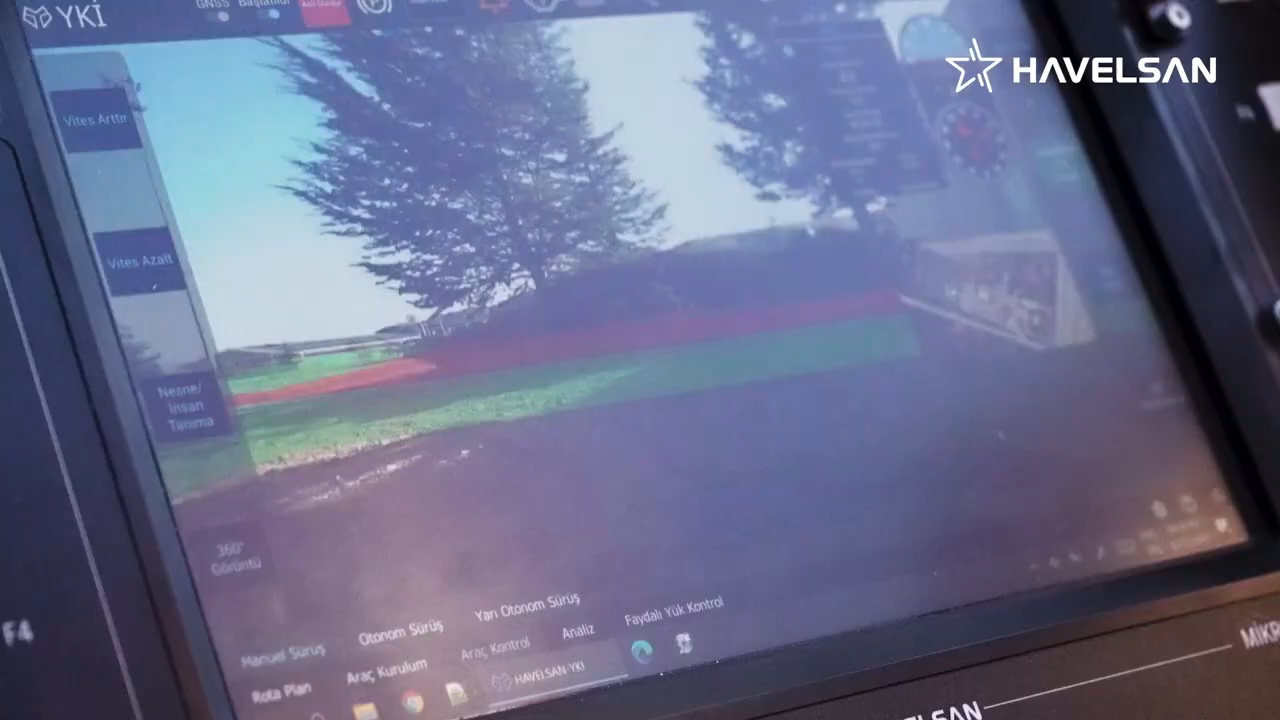 YKİ
GNSS
Başlatıldı
HAVELSAN
Vites Arttır
Vites Azalt
Nesne/
İnsan
Tanıma
360°
Görüntü
Manuel Sürüş
Otonom Sürüş
Yarı Otonom Sürüş
Rota Plan
Araç Kurulum
Araç Kontrol
Analiz
Faydalı Yük Kontrol
HAVELSAN-YKI
F4